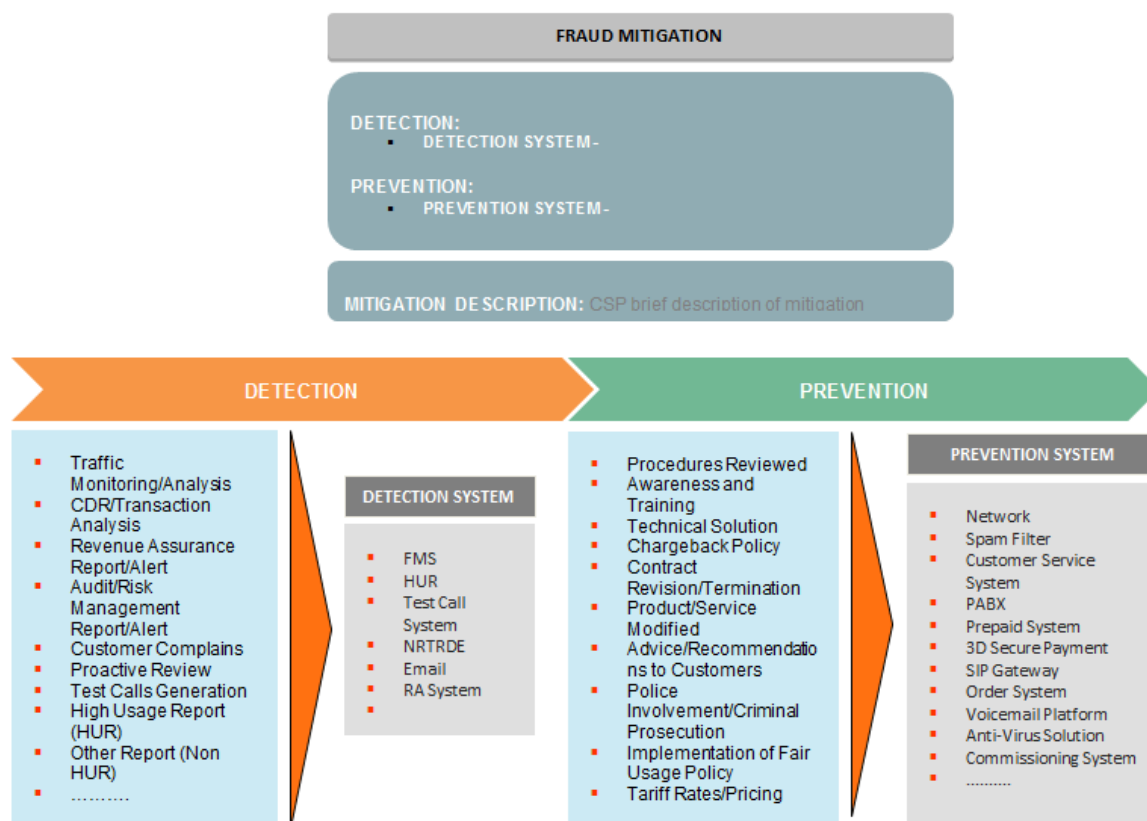 FRAUD MITIGATION
DETECTION:
▪ DETECTION SYSTEM-
PREVENTION:
▪ PREVENTION SYSTEM-
MITIGATION DESCRIPTION: CSP brief description of mitigation
DETECTION
PREVENTION
▪ Traffic
Monitoring/Analysis
▪ CDR/Transaction
Analysis
▪ Revenue Assurance
Report/Alert
▪ Audit/Risk
Management
Report/Alert
▪ Customer Complains
▪ Proactive Review
▪ Test Calls Generation
▪ High Usage Report
(HUR)
▪ Other Report (Non
HUR)
▪ ……….
DETECTION SYSTEM
▪ FMS
▪ HUR
▪ Test Call
System
▪ NRTRDE
▪ Email
▪ RA System
▪
▪ Procedures Reviewed
▪ Awareness and
Training
▪ Technical Solution
▪ Chargeback Policy
▪ Contract
Revision/Termination
▪ Product/Service
Modified
▪ Advice/Recommendatio
ns to Customers
▪ Police
Involvement/Criminal
Prosecution
▪ Implementation of Fair
Usage Policy
▪ Tariff Rates/Pricing
PREVENTION SYSTEM
▪ Network
▪ Spam Filter
▪ Customer Service
System
▪ PABX
▪ Prepaid System
▪ 3D Secure Payment
▪ SIP Gateway
▪ Order System
▪ Voicemail Platform
▪ Anti-Virus Solution
▪ Commissioning System
▪ ..........